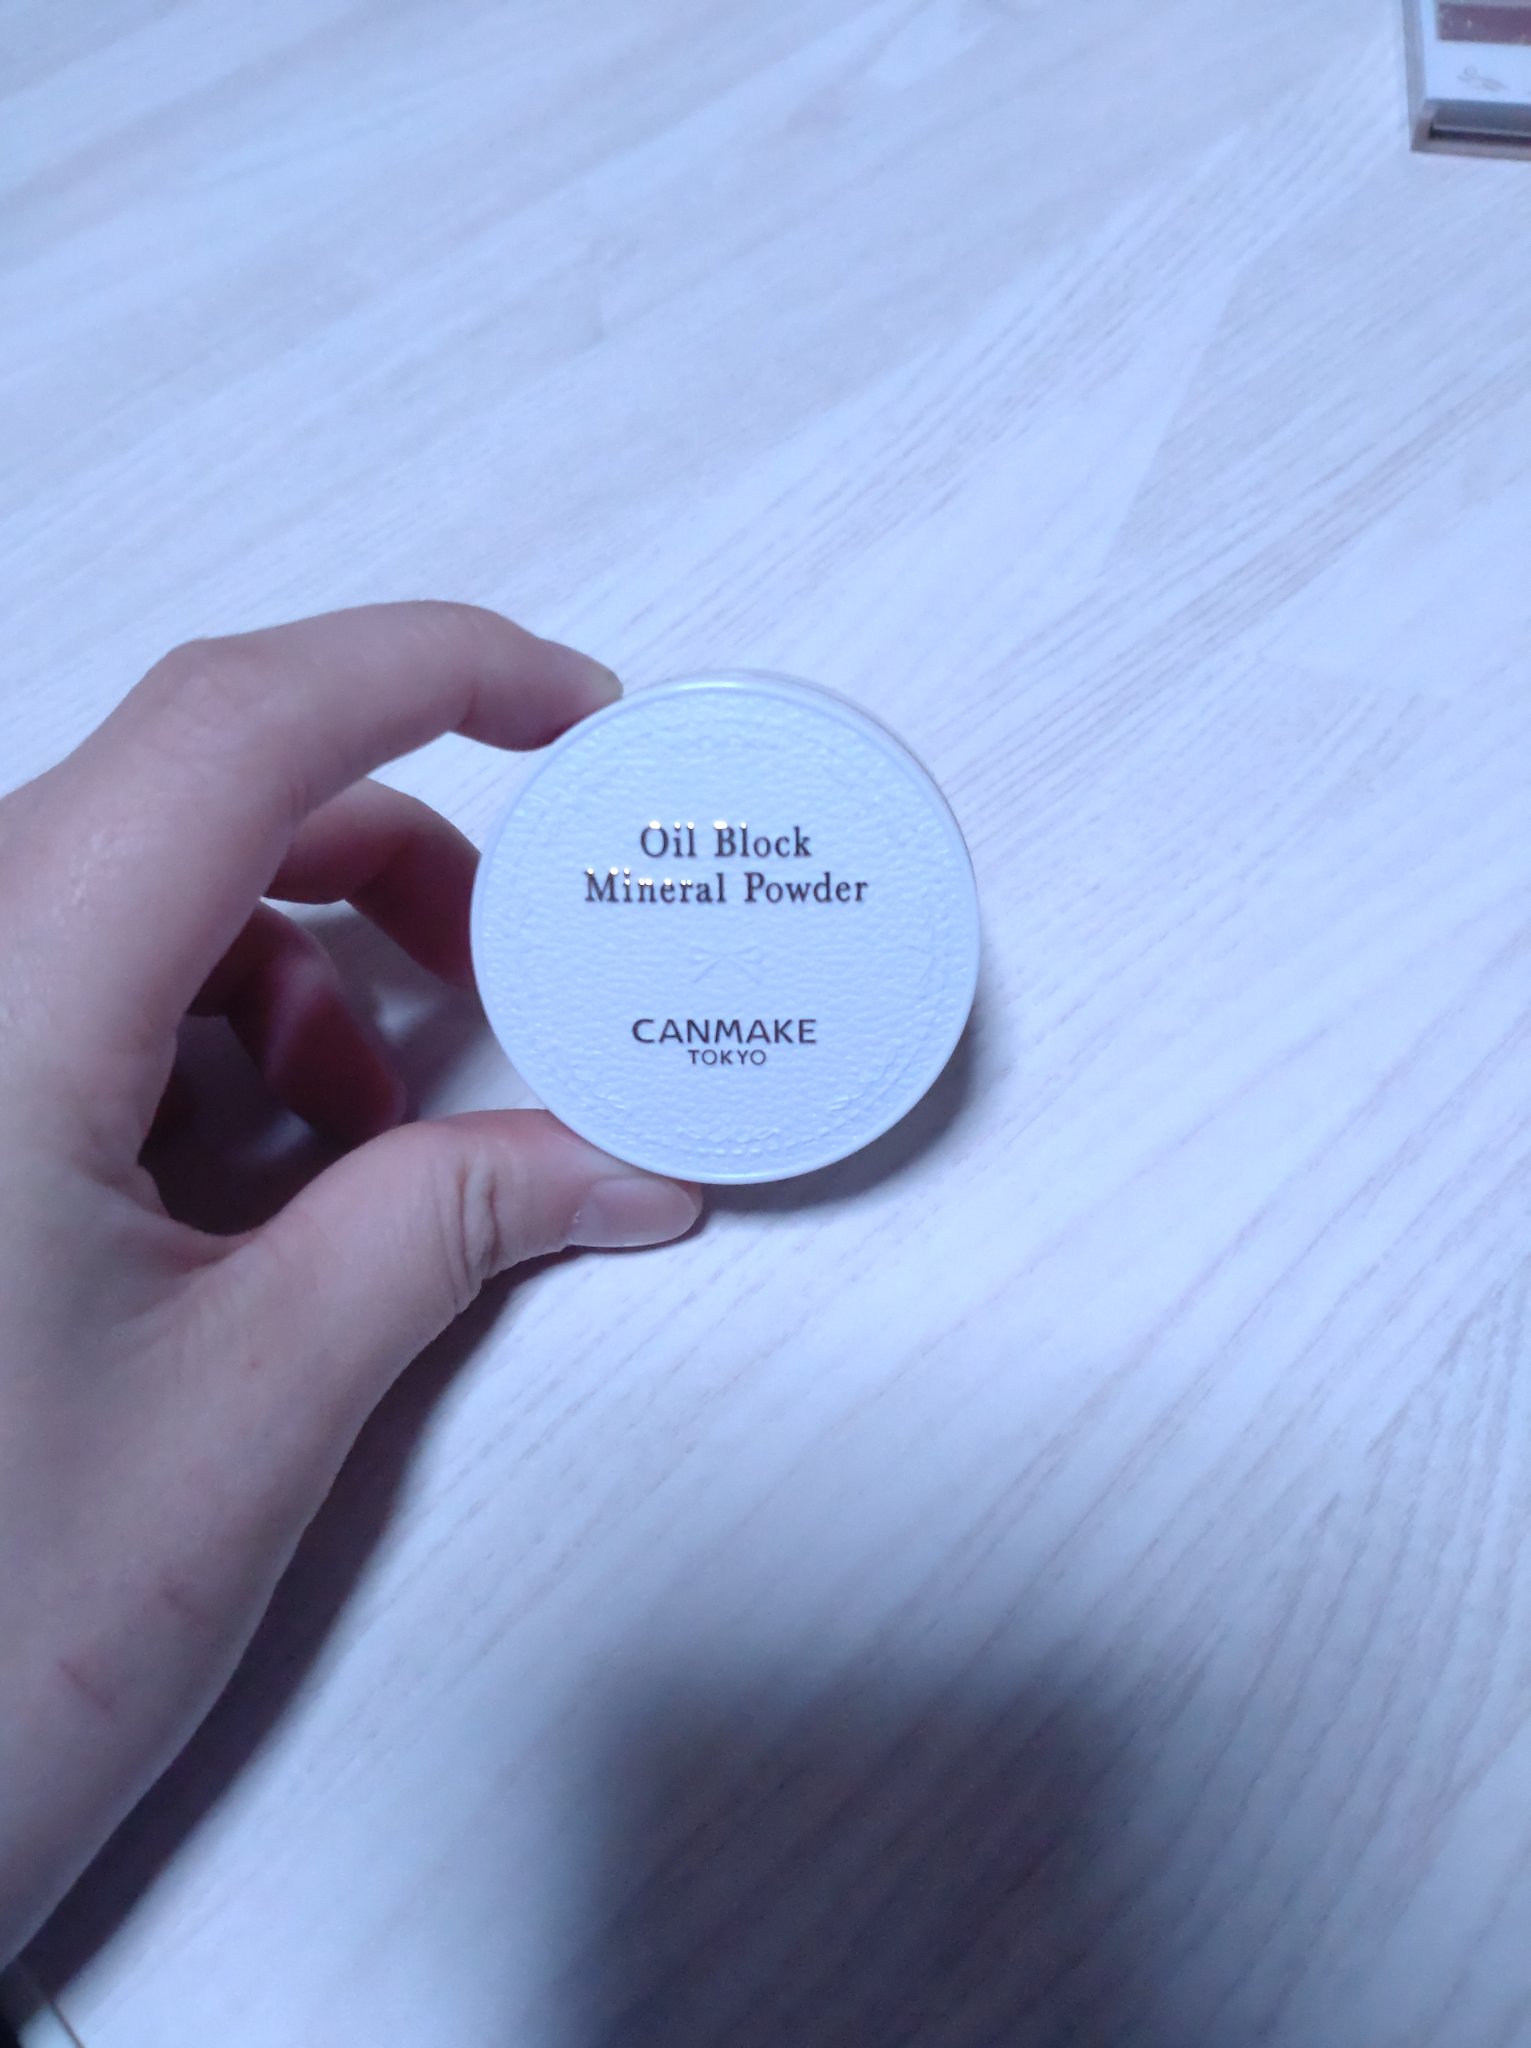 Oil Block
Mineral Powder
CANMAKE
TOKYO